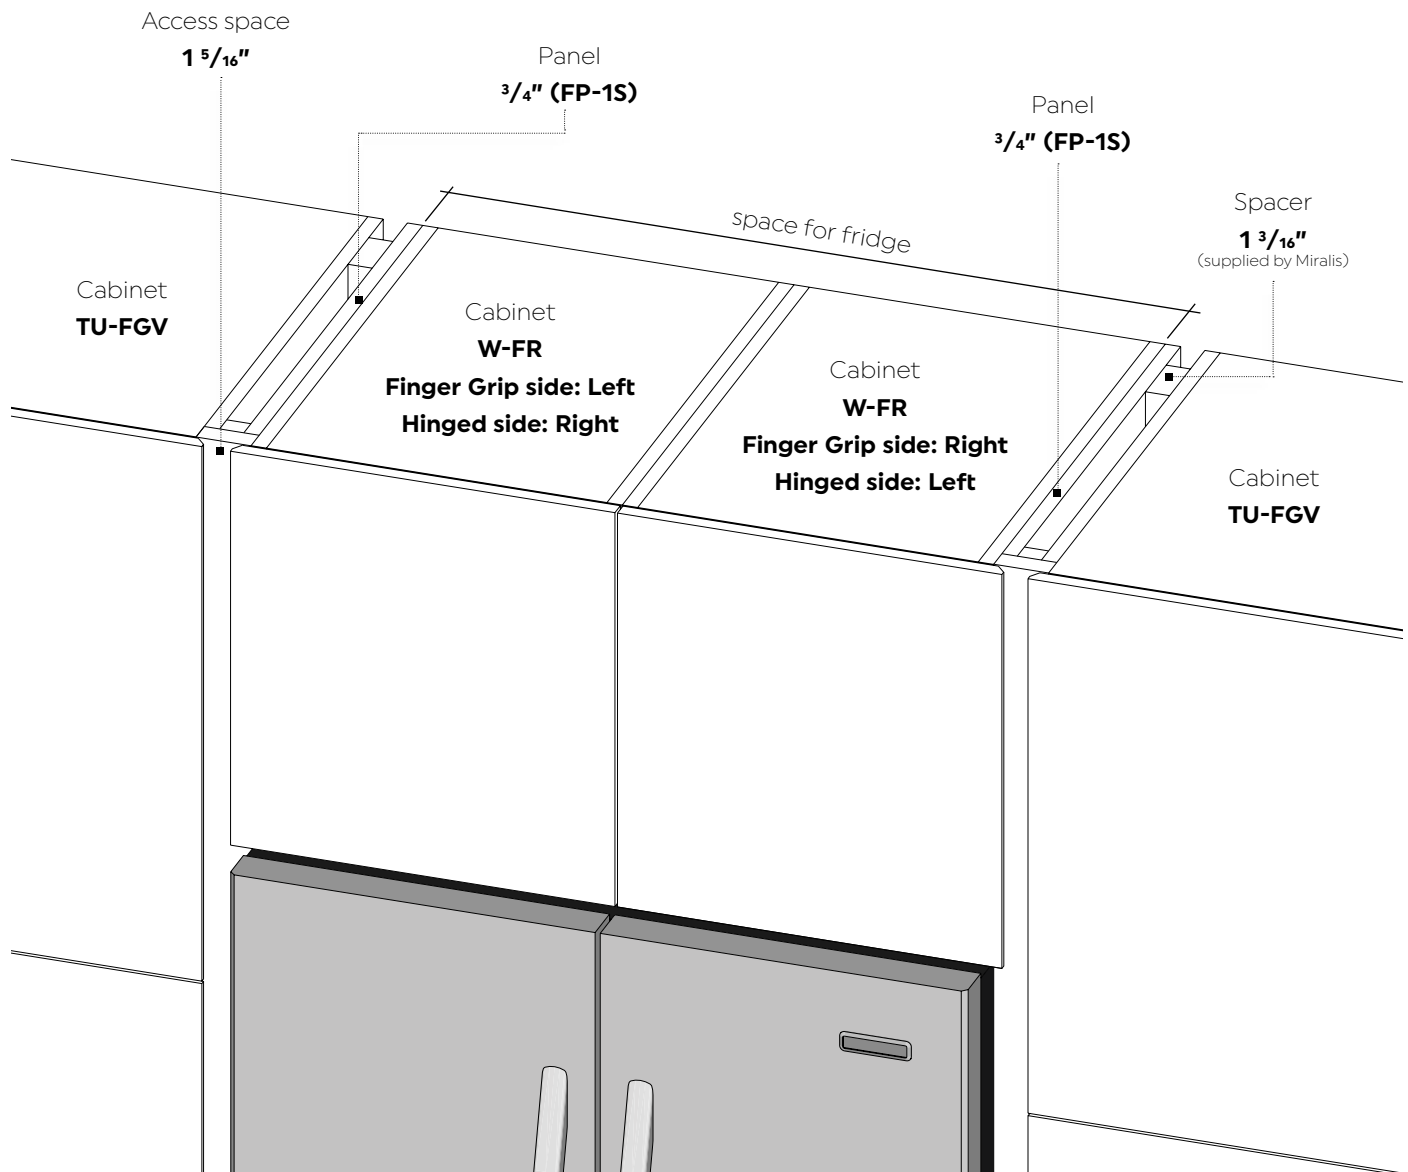 Access space
1 5/16"
Panel
3/4" (FP-1S)
Panel
3/4" (FP-1S)
Spacer
1 3/16"
(supplied by Miralis)
space for fridge
Cabinet
TU-FGV
Cabinet
W-FR
Finger Grip side: Left
Hinged side: Right
Cabinet
W-FR
Finger Grip side: Right
Hinged side: Left
Cabinet
TU-FGV